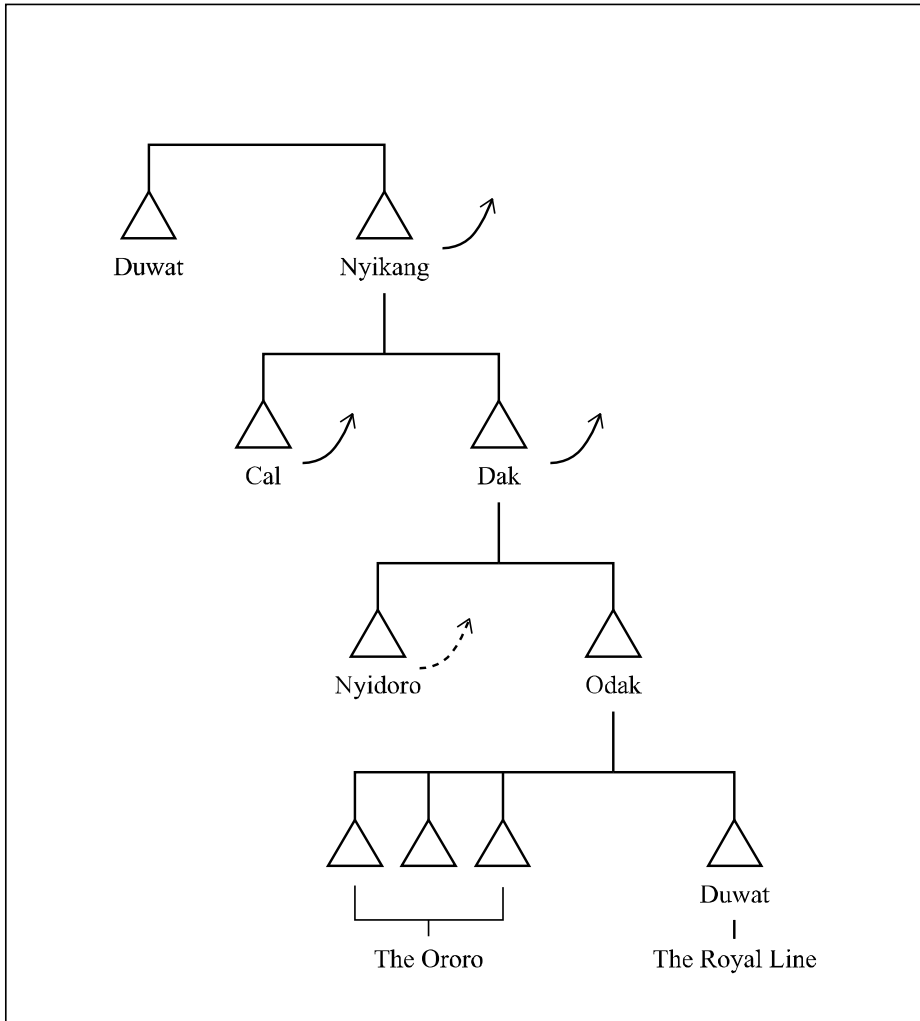 Duwat Nyikang
Cal Dak
Nyidoro Odak
Duwat
The Ororo The Royal Line